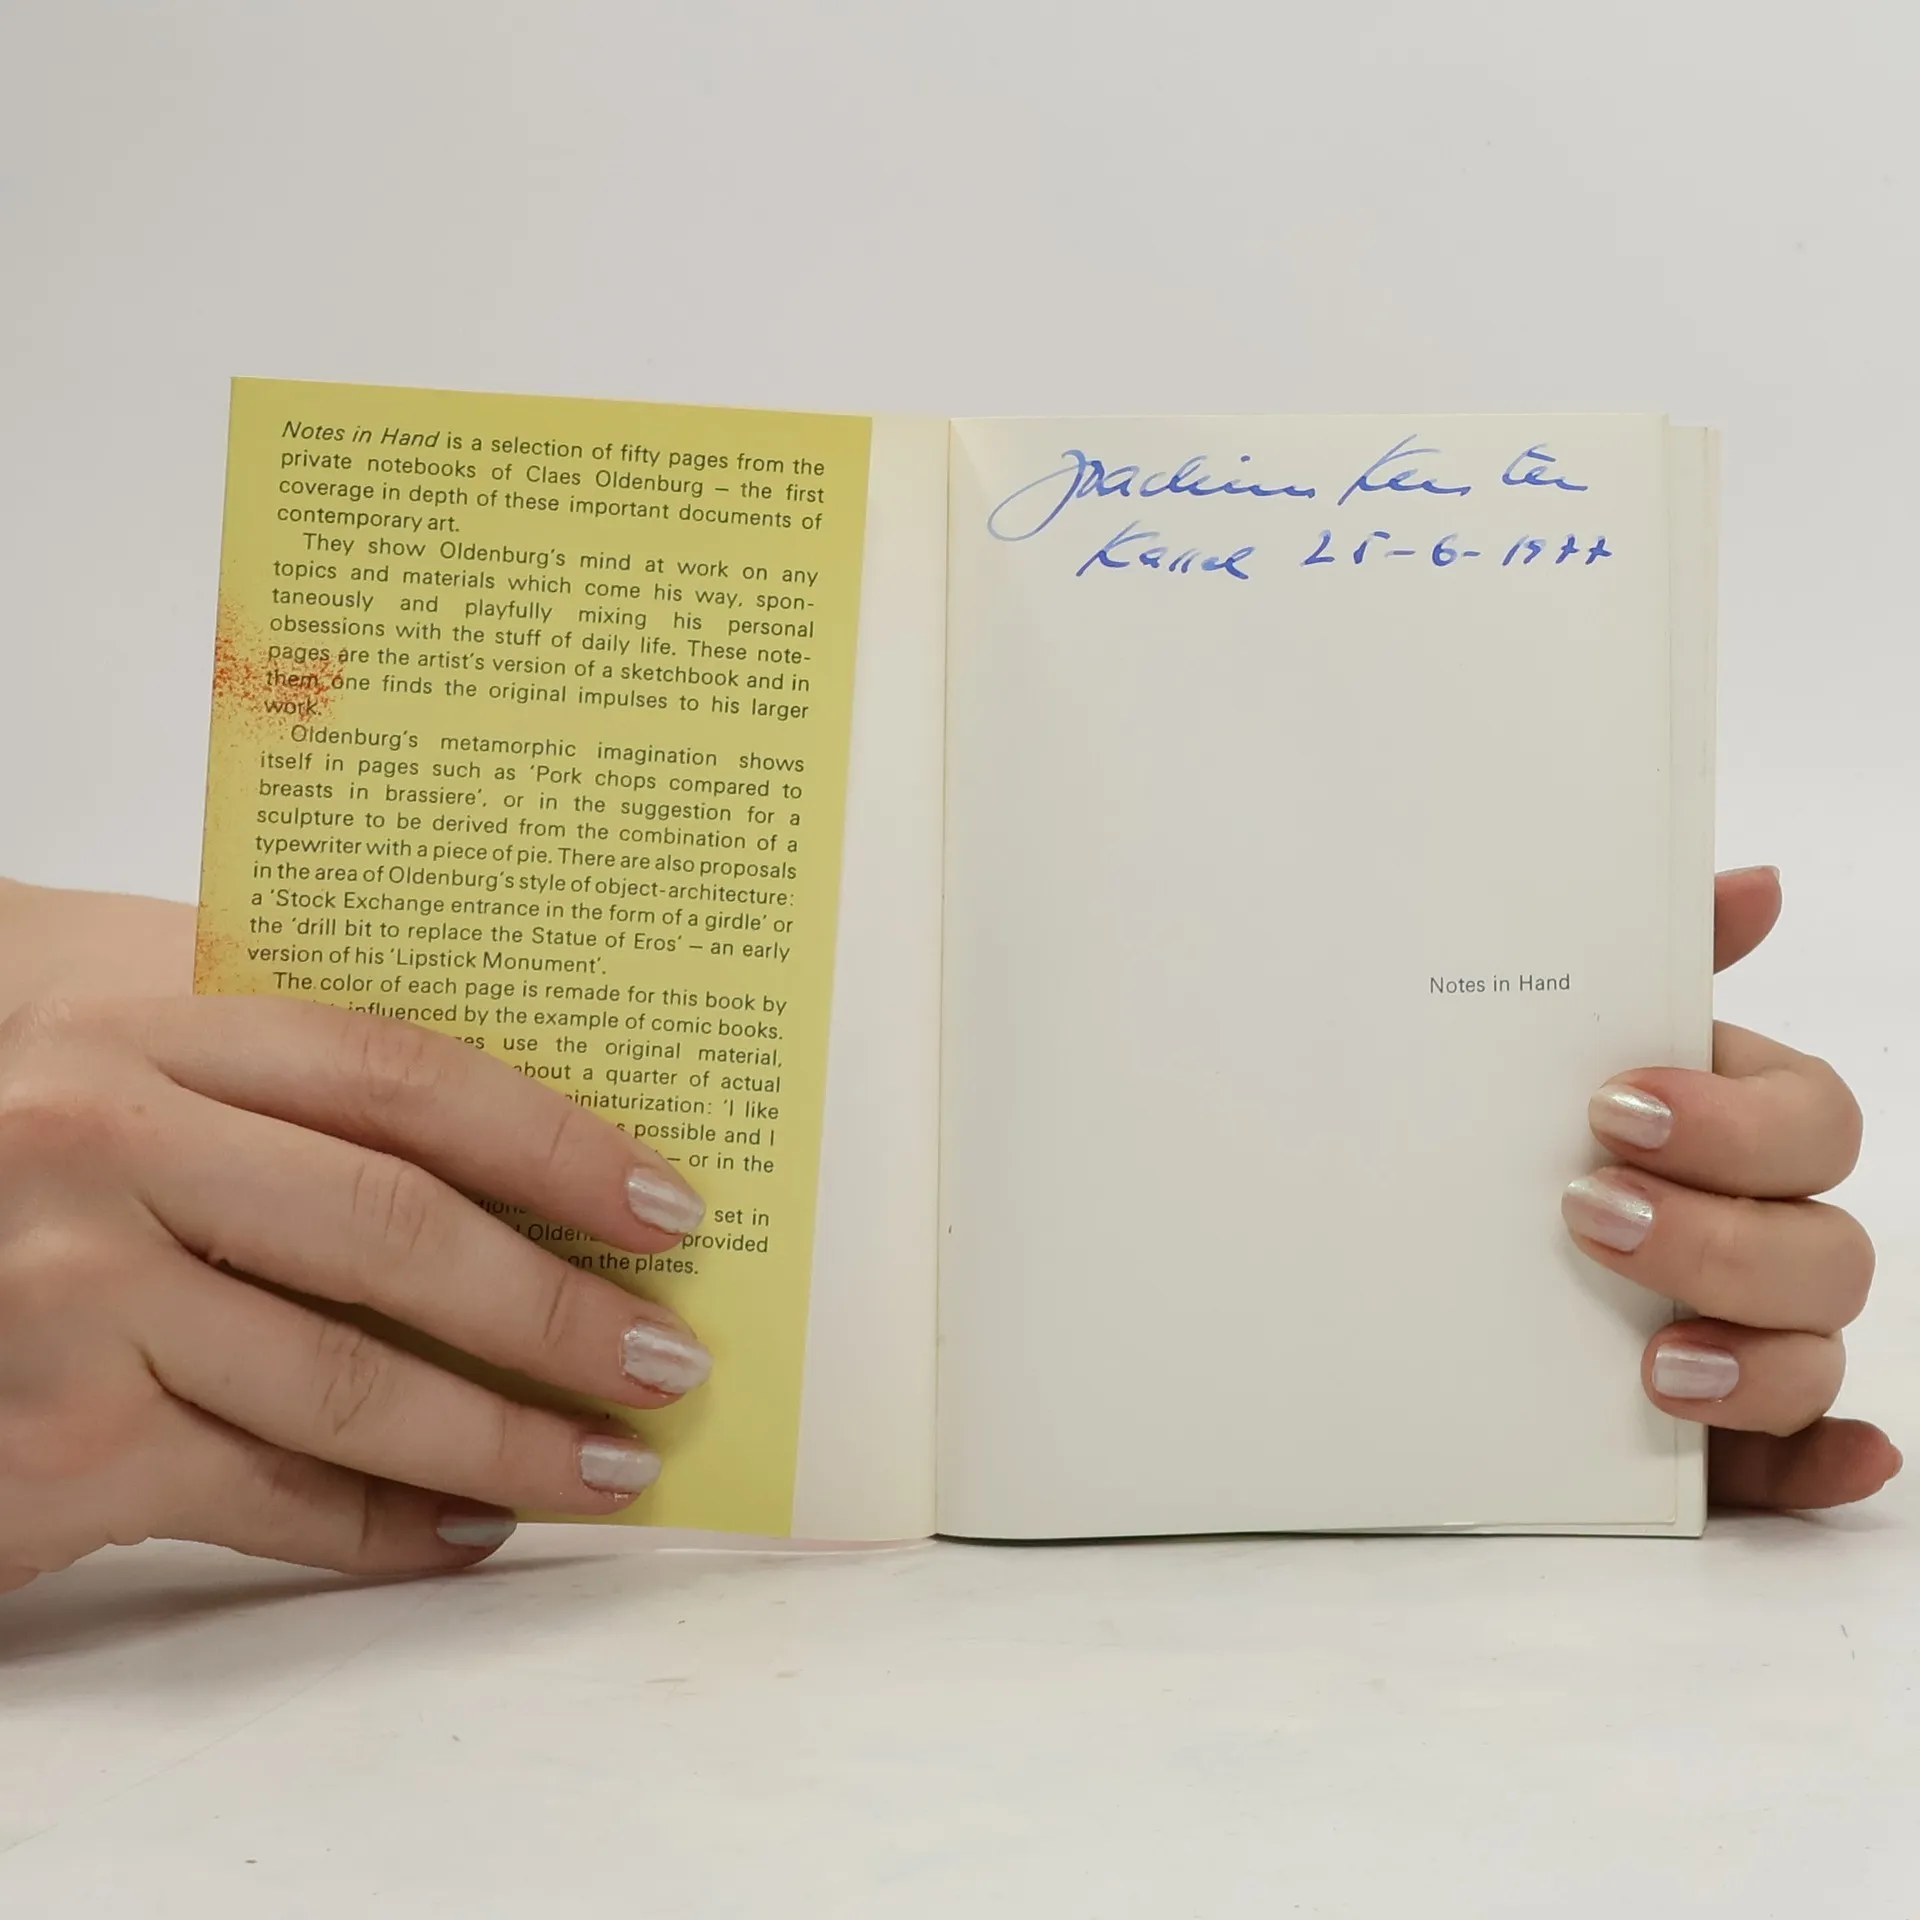 Notes in Hand is a selection of fifty pages from the
private notebooks of Claes Oldenburg – the first
coverage in depth of these important documents of
contemporary art.
They show Oldenburg's mind at work on any
topics and materials which come his way, spon-
taneously and playfully mixing his personal
obsessions with the stuff of daily life. These note-
pages are the artist's version of a sketchbook and in
them one finds the original impulses to his larger
work.
Oldenburg's metamorphic imagination shows
itself in pages such as 'Pork chops compared to
breasts in brassiere', or in the suggestion for a
sculpture to be derived from the combination of a
typewriter with a piece of pie. There are also proposals
in the area of Oldenburg's style of object-architecture:
a 'Stock Exchange entrance in the form of a girdle' or
the 'drill bit to replace the Statue of Eros' – an early
version of his 'Lipstick Monument'.
The color of each page is remade for this book by
influenced by the example of comic books.
use the original material,
about a quarter of actual
miniaturization: 'I like
possible and I
– or in the
set in
provided
on the plates.
Joachim Kersten
Kassel 25-6-1977
Notes in Hand